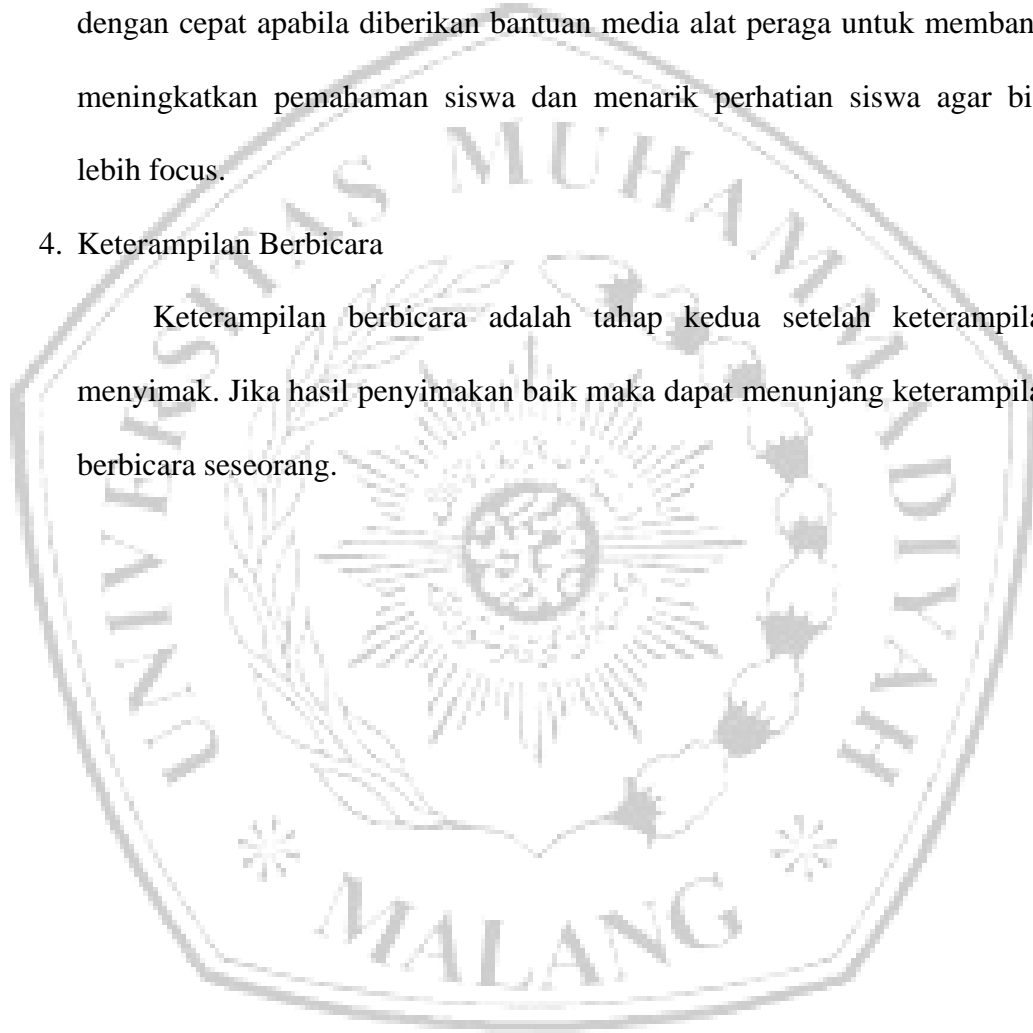 dengan cepat apabila diberikan bantuan media alat peraga untuk memban
meningkatkan pemahaman siswa dan menarik perhatian siswa agar bi
lebih focus.
4. Keterampilan Berbicara
Keterampilan berbicara adalah tahap kedua setelah keterampila
menyimak. Jika hasil penyimakan baik maka dapat menunjang keterampila
berbicara seseorang.
UNIVERSITAS MUHAMMADIYAH
MALANG